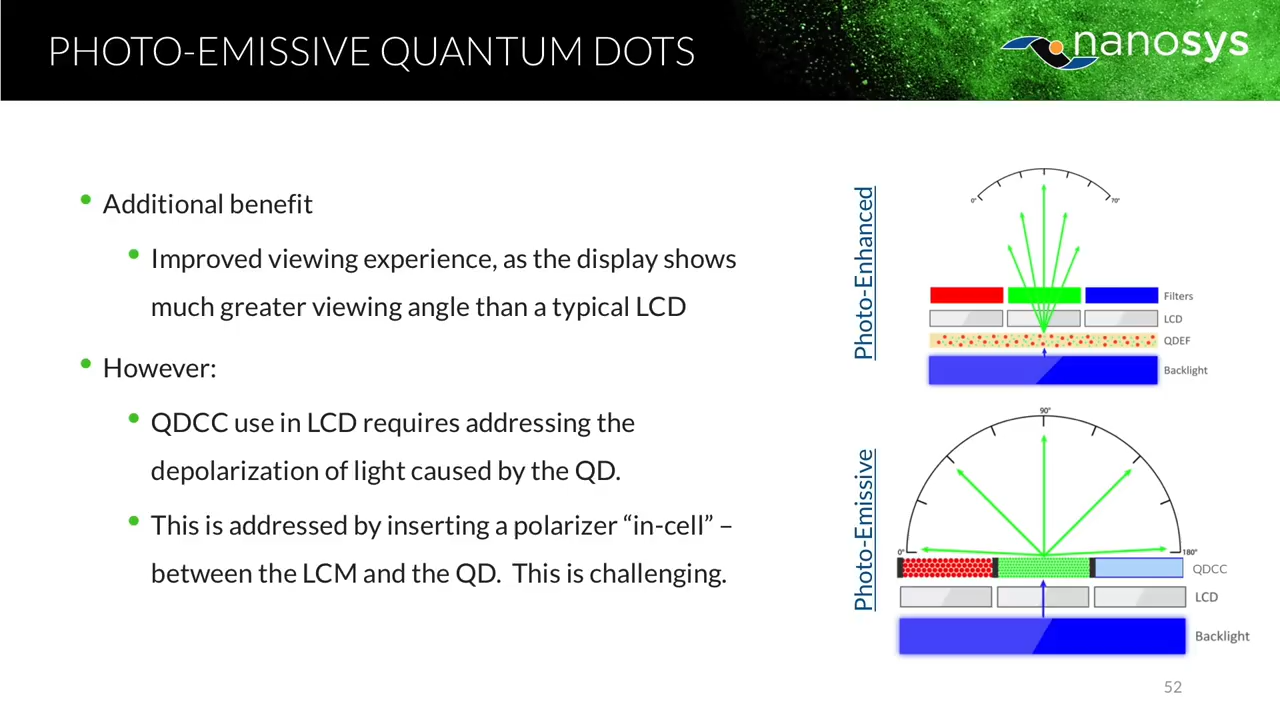 PHOTO-EMISSIVE QUANTUM DOTS
nanosys
• Additional benefit
• Improved viewing experience, as the display shows
much greater viewing angle than a typical LCD
• However:
• QDCC use in LCD requires addressing the
depolarization of light caused by the QD.
• This is addressed by inserting a polarizer “in-cell” –
between the LCM and the QD.  This is challenging.
Photo-Enhanced
0°
70°
Filters
LCD
QDEF
Backlight
Photo-Emissive
90°
0°
180°
QDCC
LCD
Backlight
52